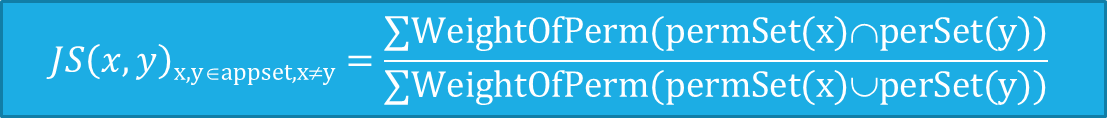 JS(x, y)x,y∈appset,x≠y = ∑WeightOfPerm(permSet(x)∩perSet(y)) / ∑WeightOfPerm(permSet(x)∪perSet(y))